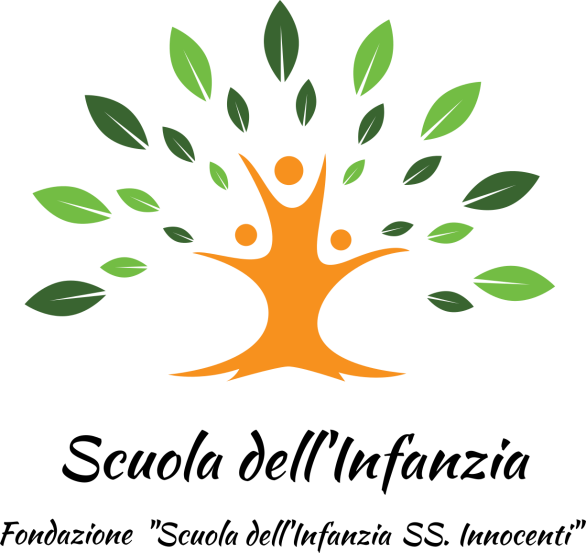 Scuola dell'Infanzia
Fondazione "Scuola dell'Infanzia SS. Innocenti"